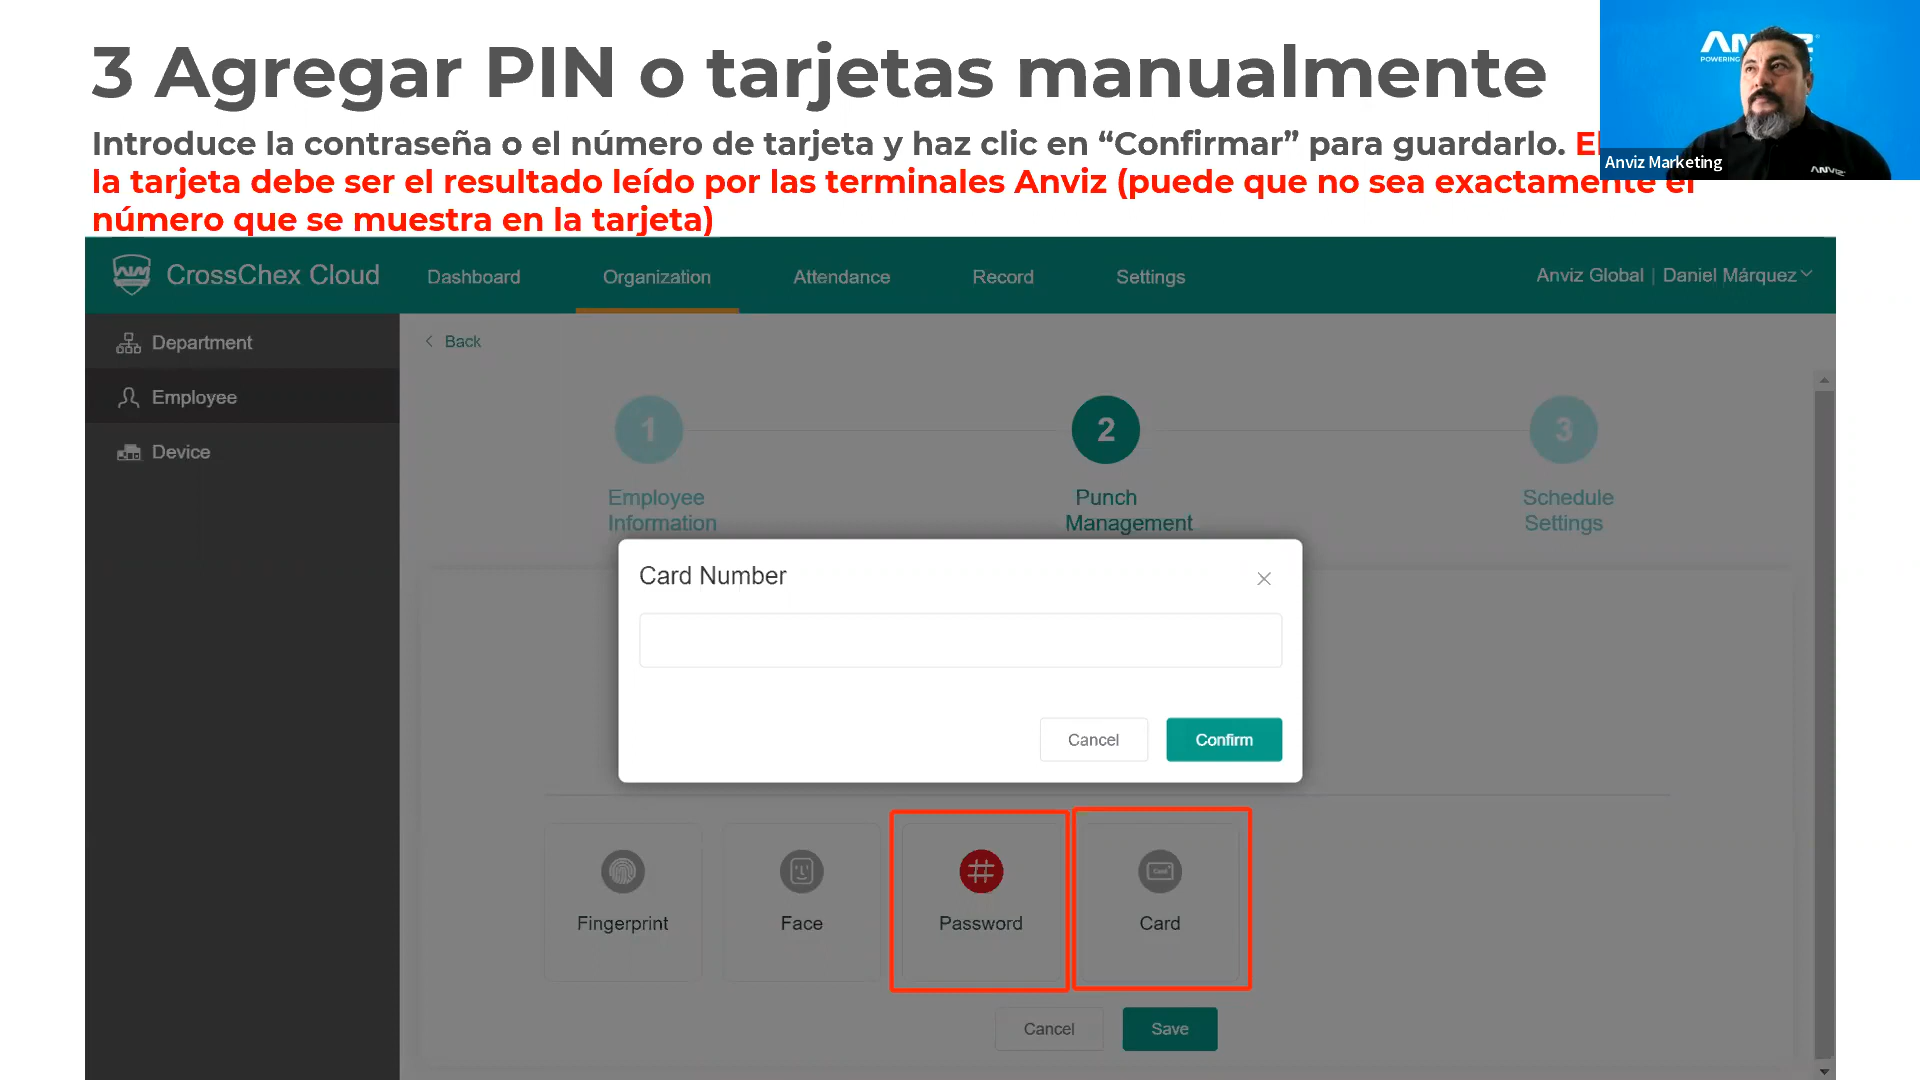 3 Agregar PIN o tarjetas manualmente
Introduce la contraseña o el número de tarjeta y haz clic en “Confirmar” para guardarlo.
la tarjeta debe ser el resultado leído por las terminales Anviz (puede que no sea exactamente el
número que se muestra en la tarjeta)
POWERING
Anviz Marketing
ANVIZ
CrossChex Cloud
Dashboard
Organization
Attendance
Record
Settings
Anviz Global | Daniel Márquez
Department
Employee
Device
Back
1
2
3
Employee
Information
Punch
Management
Schedule
Settings
Card Number
Cancel
Confirm
Fingerprint
Face
Password
Card
Cancel
Save